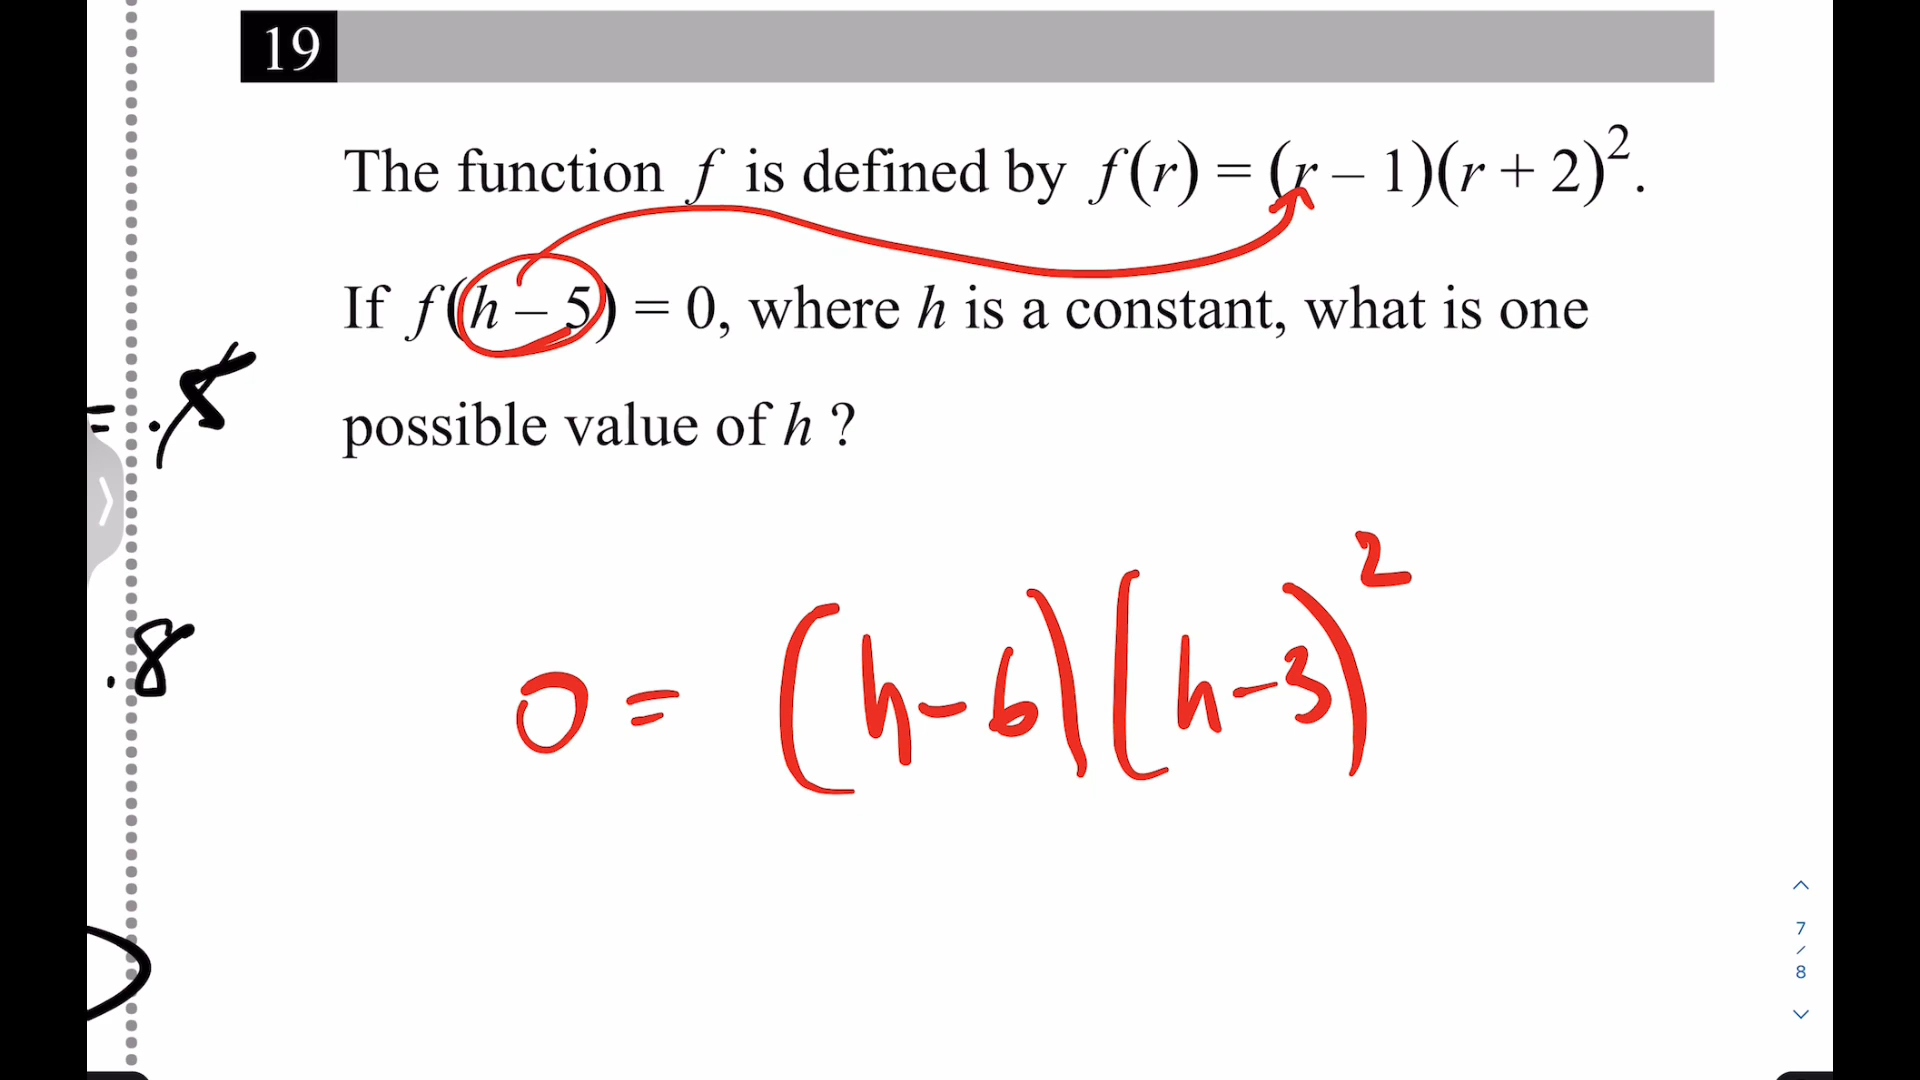 19
The function f is defined by f(r) = (r – 1)(r + 2)².
If f(h – 5) = 0, where h is a constant, what is one
possible value of h ?
= .8
.8
0 = (h-6)(h-3)²
7
/
8